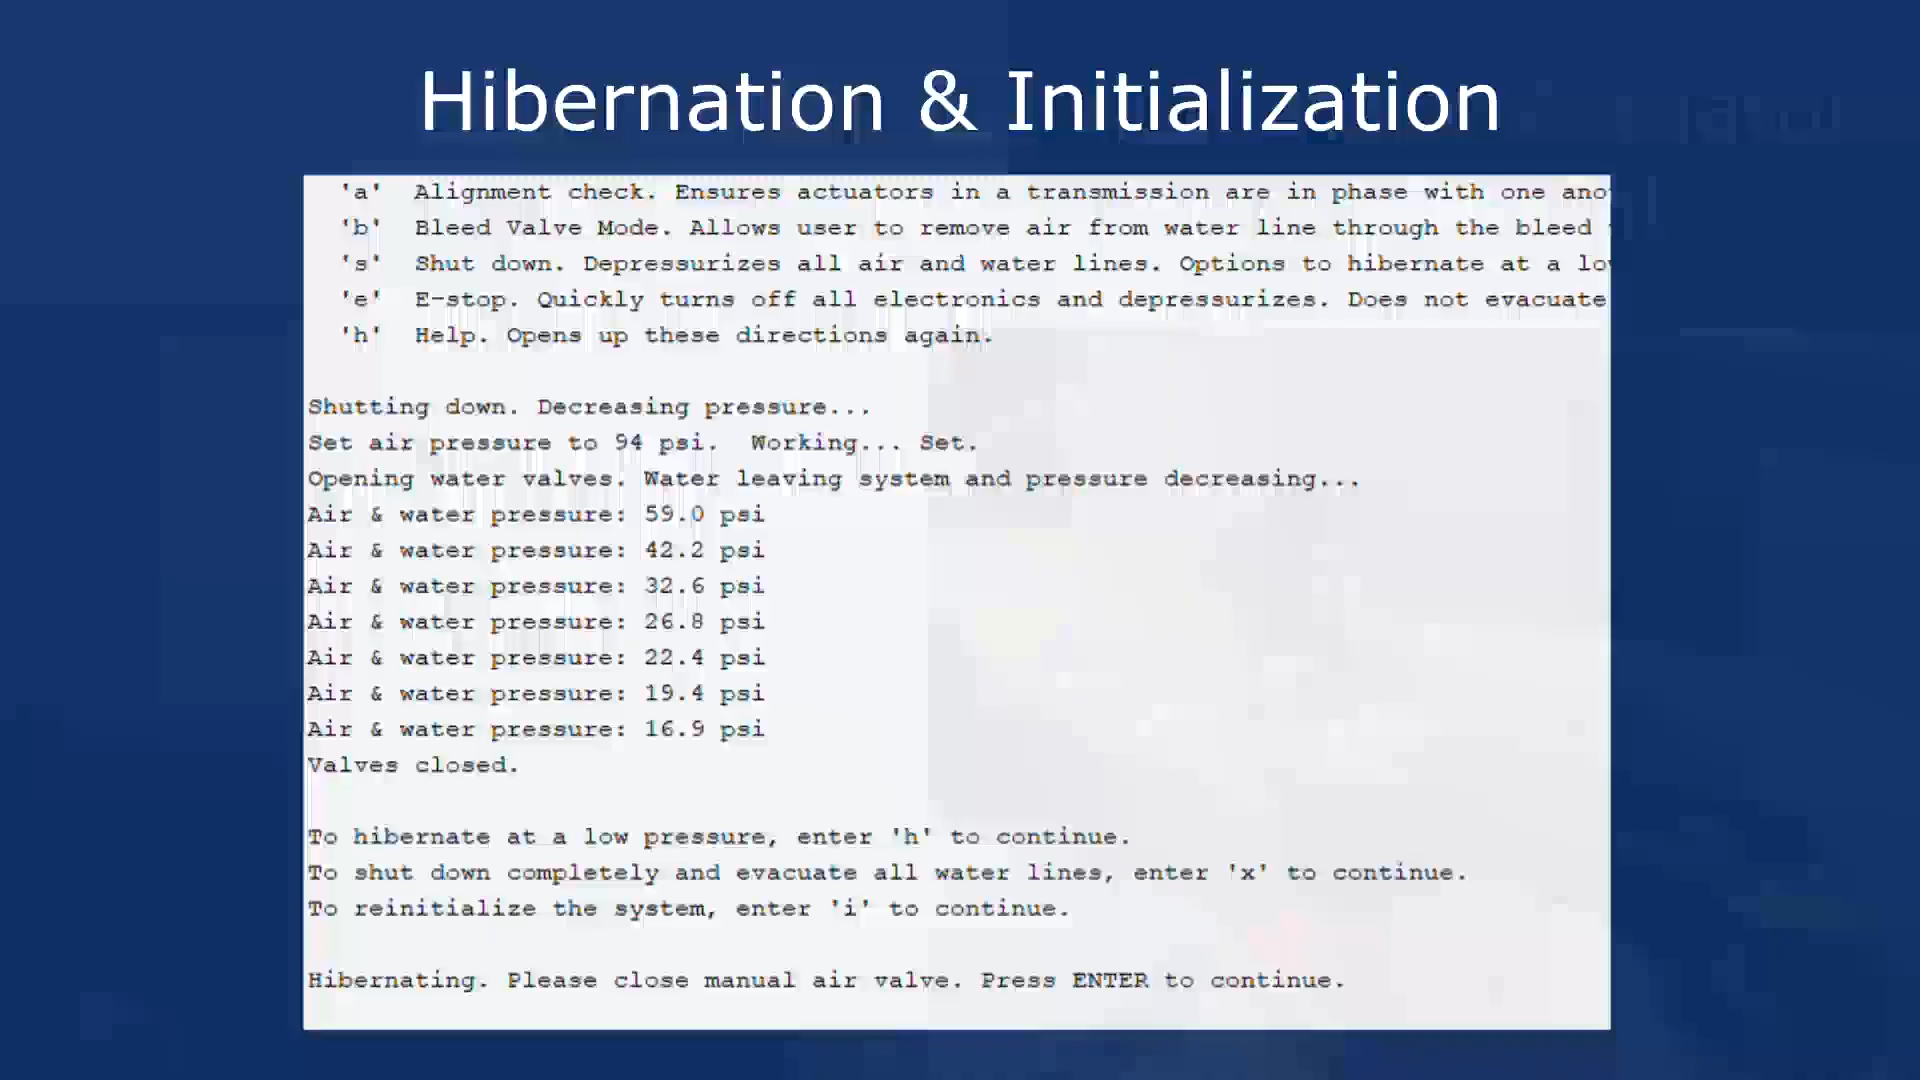 Hibernation & Initialization
'a' Alignment check. Ensures actuators in a transmission are in phase with one
'b' Bleed Valve Mode. Allows user to remove air from water line through the bleed
's' Shut down. Depressurizes all air and water lines. Options to hibernate at a
'e' E-stop. Quickly turns off all electronics and depressurizes. Does not evacuate
'h' Help. Opens up these directions again.
Shutting down. Decreasing pressure...
Set air pressure to 94 psi. Working... Set.
Opening water valves. Water leaving system and pressure decreasing...
Air & water pressure: 59.0 psi
Air & water pressure: 42.2 psi
Air & water pressure: 32.6 psi
Air & water pressure: 26.8 psi
Air & water pressure: 22.4 psi
Air & water pressure: 19.4 psi
Air & water pressure: 16.9 psi
Valves closed.
To hibernate at a low pressure, enter 'h' to continue.
To shut down completely and evacuate all water lines, enter 'x' to continue.
To reinitialize the system, enter 'i' to continue.
Hibernating. Please close manual air valve. Press ENTER to continue.